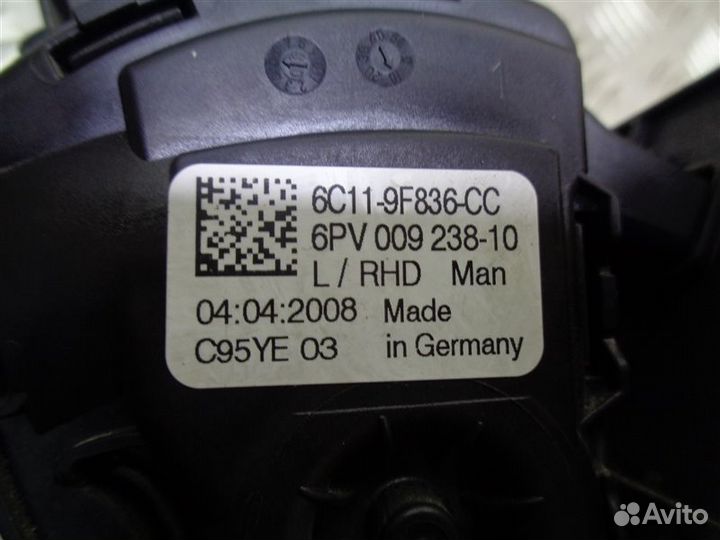 6C11-9F836-CC
6PV 009 238-10
L / RHD Man
04:04:2008 Made
C95YE 03 in Germany
Avito